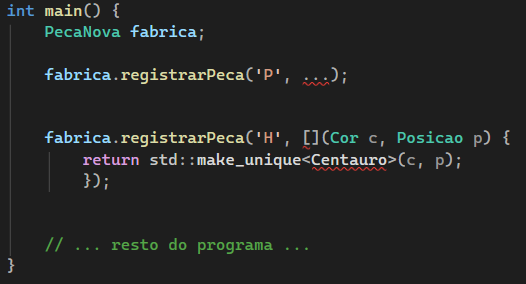 int main() {
PecaNova fabrica;
fabrica.registrarPeca('P', ...);
fabrica.registrarPeca('H', [](Cor c, Posicao p) {
return std::make_unique<Centauro>(c, p);
});
// ... resto do programa ...
}